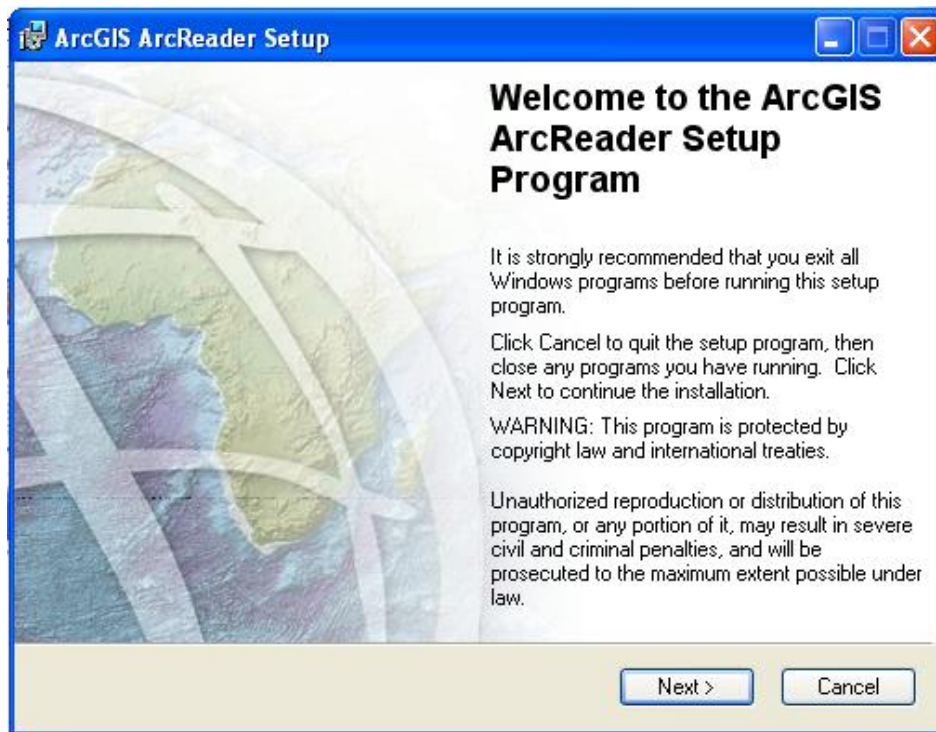 ArcGIS ArcReader Setup
Welcome to the ArcGIS
ArcReader Setup
Program
It is strongly recommended that you exit all
Windows programs before running this setup
program.
Click Cancel to quit the setup program, then
close any programs you have running. Click
Next to continue the installation.
WARNING: This program is protected by
copyright law and international treaties.
Unauthorized reproduction or distribution of this
program, or any portion of it, may result in severe
civil and criminal penalties, and will be
prosecuted to the maximum extent possible under
law.
Next >
Cancel